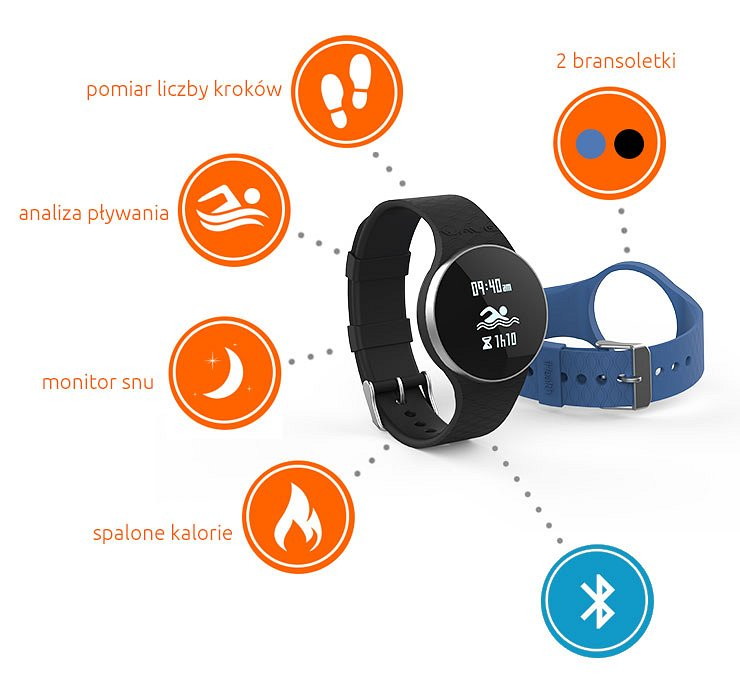 2 bransoletki
pomiar liczby kroków
analiza pływania
09:40am
1h10
monitor snu
spalone kalorie